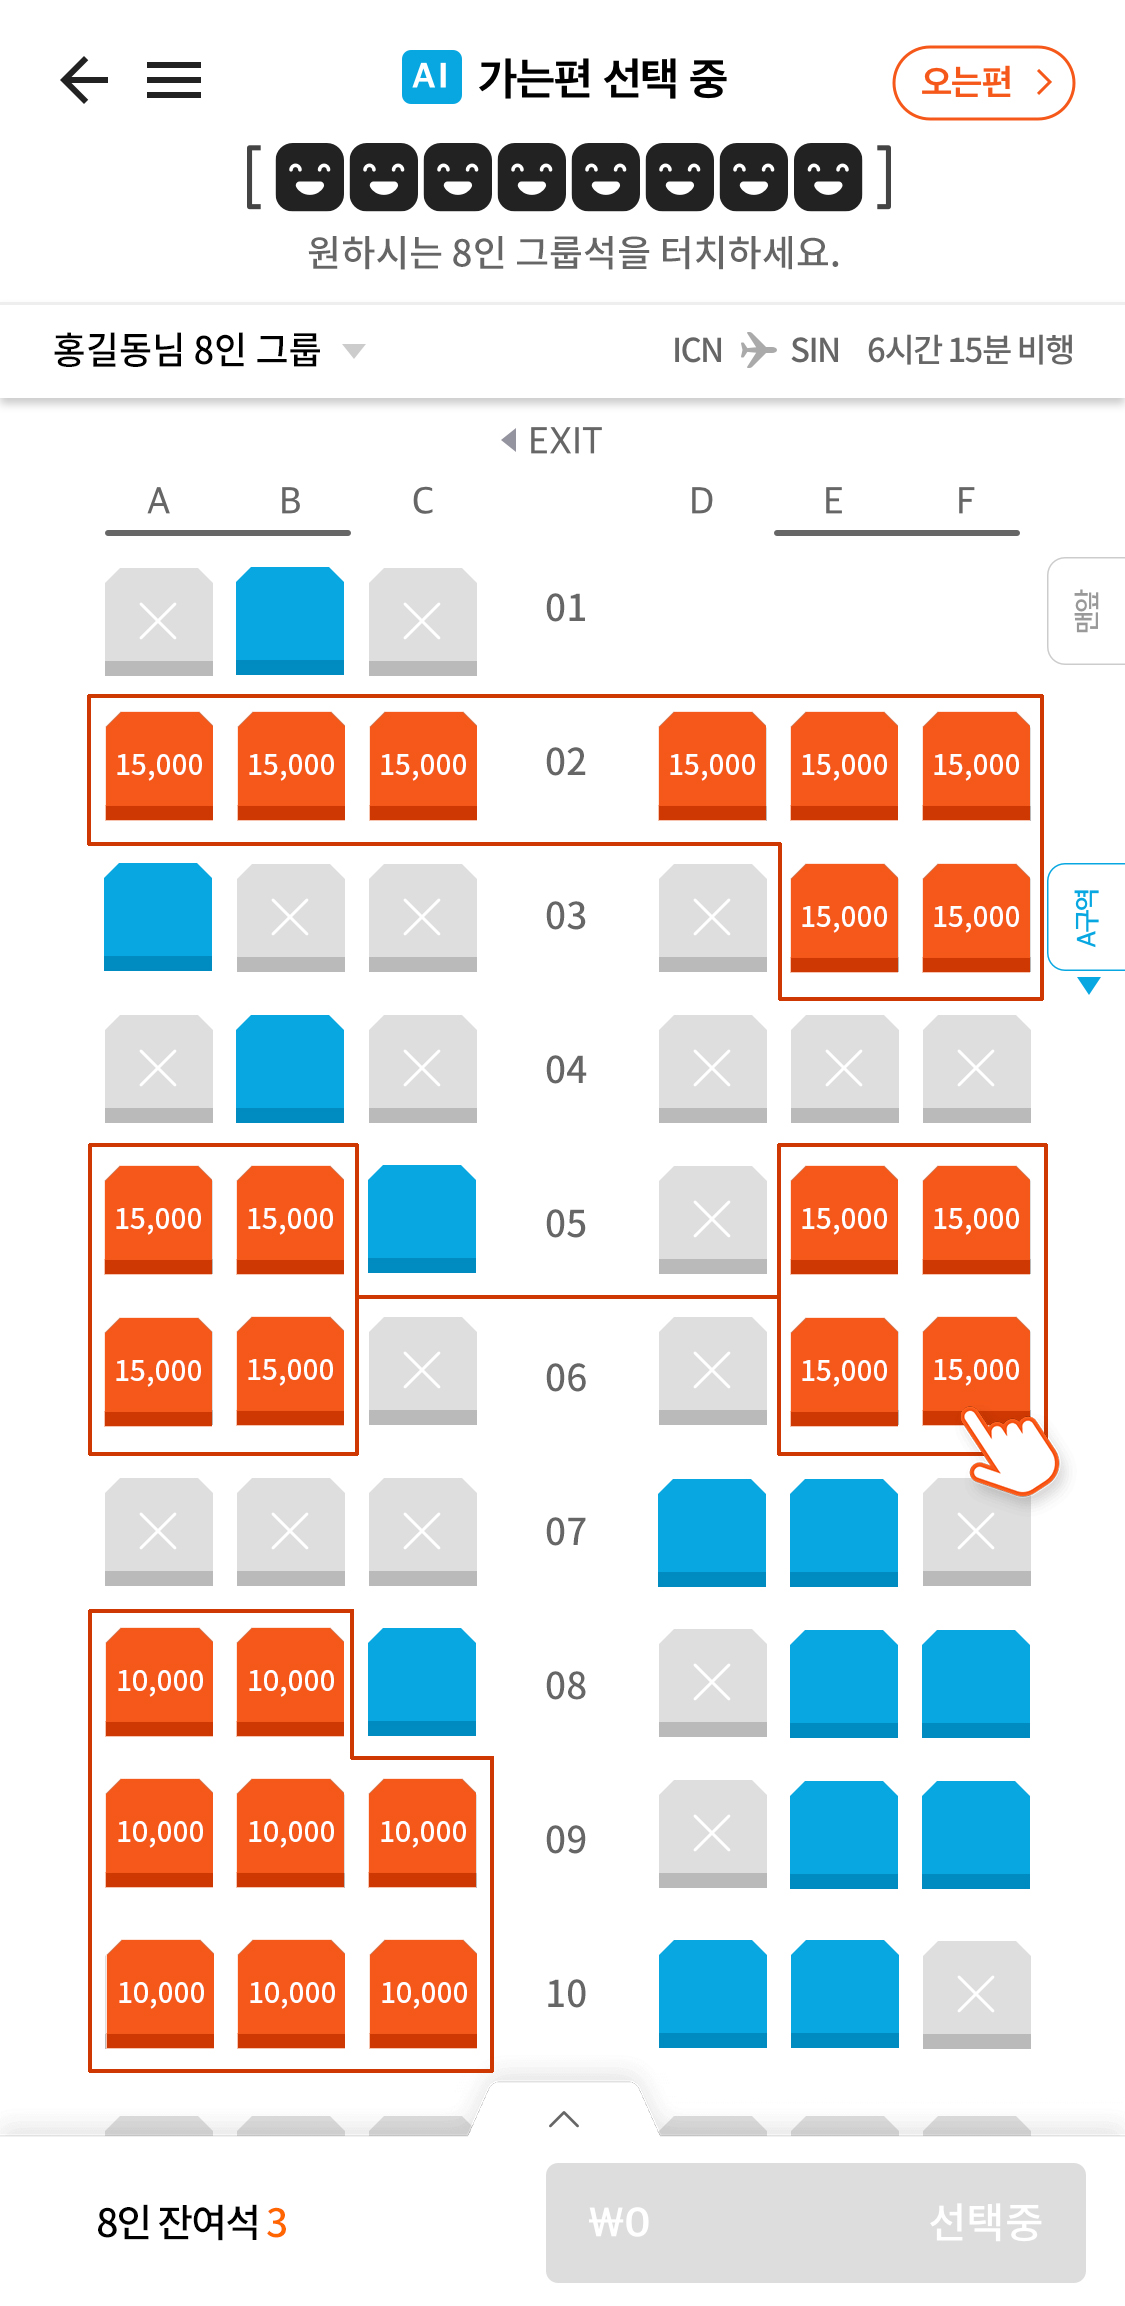 AI 가는편 선택 중
오는편
원하시는 8인 그룹석을 터치하세요.
홍길동님 8인 그룹
ICN SIN 6시간 15분 비행
EXIT
A B C D E F
01
맨앞
15,000 15,000 15,000 02 15,000 15,000 15,000
03 15,000 15,000
A구역
04
15,000 15,000 05 15,000 15,000
15,000 15,000 06 15,000 15,000
07
10,000 10,000 08
10,000 10,000 10,000 09
10,000 10,000 10,000 10
8인 잔여석 3
₩0 선택중